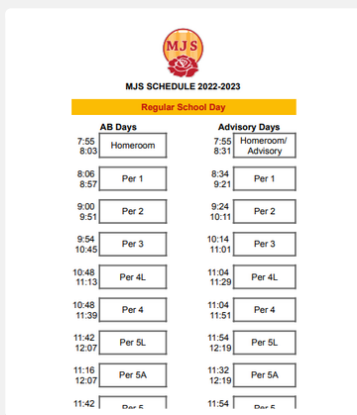 MJS
MJS SCHEDULE 2022-2023
Regular School Day
AB Days Advisory Days
7:55 Homeroom 7:55 Homeroom/
8:03 8:31 Advisory
8:06 Per 1 8:34 Per 1
8:57 9:21
9:00 Per 2 9:24 Per 2
9:51 10:11
9:54 Per 3 10:14 Per 3
10:45 11:01
10:48 Per 4L 11:04 Per 4L
11:13 11:29
10:48 Per 4 11:04 Per 4
11:39 11:51
11:42 Per 5L 11:54 Per 5L
12:07 12:19
11:16 Per 5A 11:32 Per 5A
12:07 12:19
11:42 Per 5 11:54 Per 5